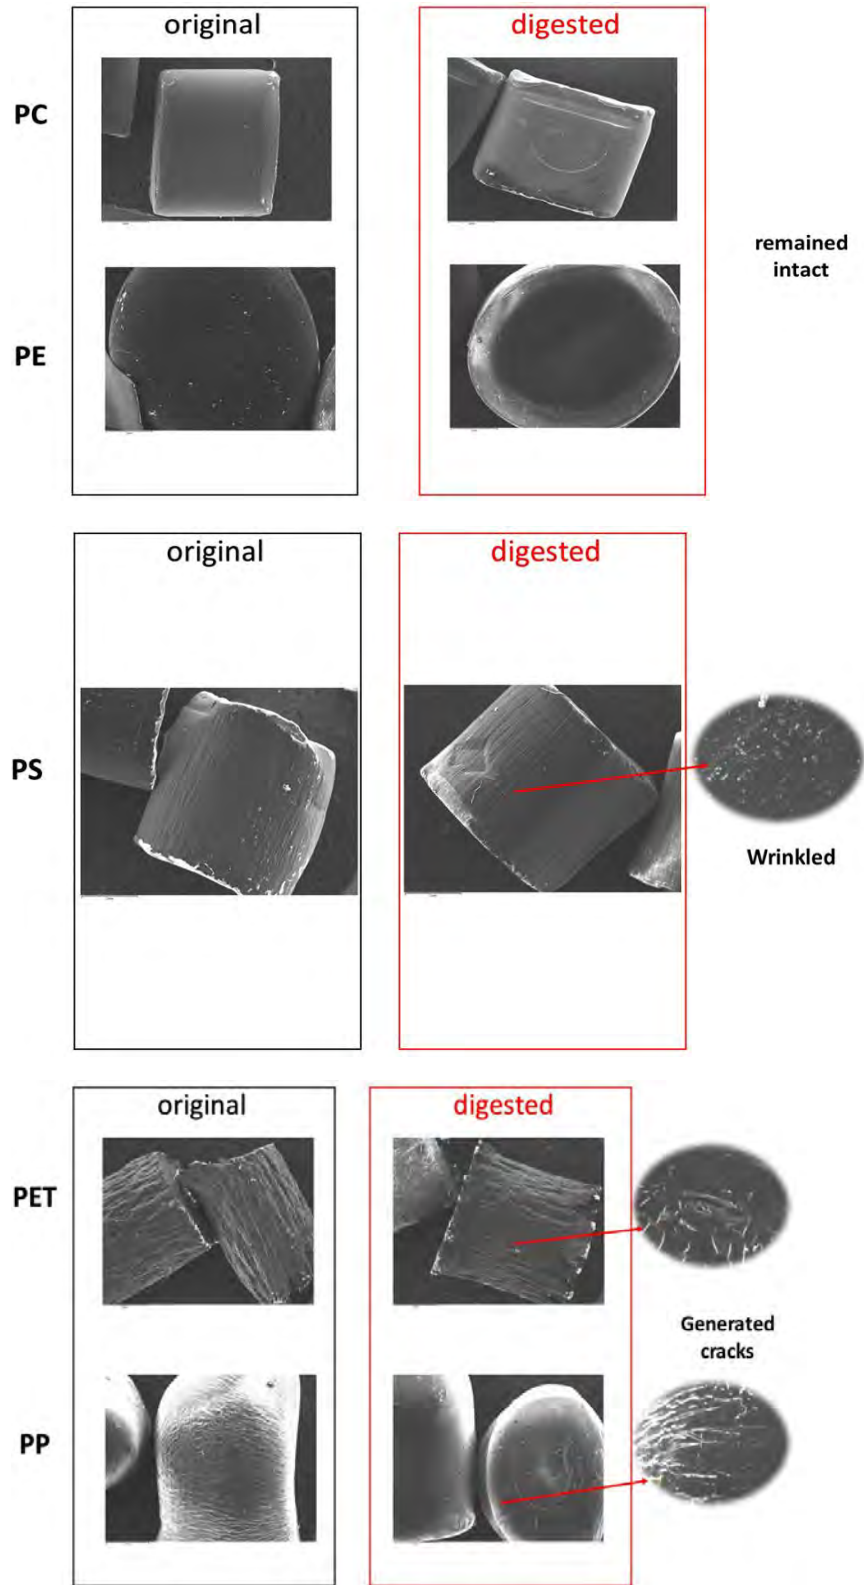 original
digested
PC
remained
intact
PE
original
digested
PS
Wrinkled
original
digested
PET
Generated
cracks
PP